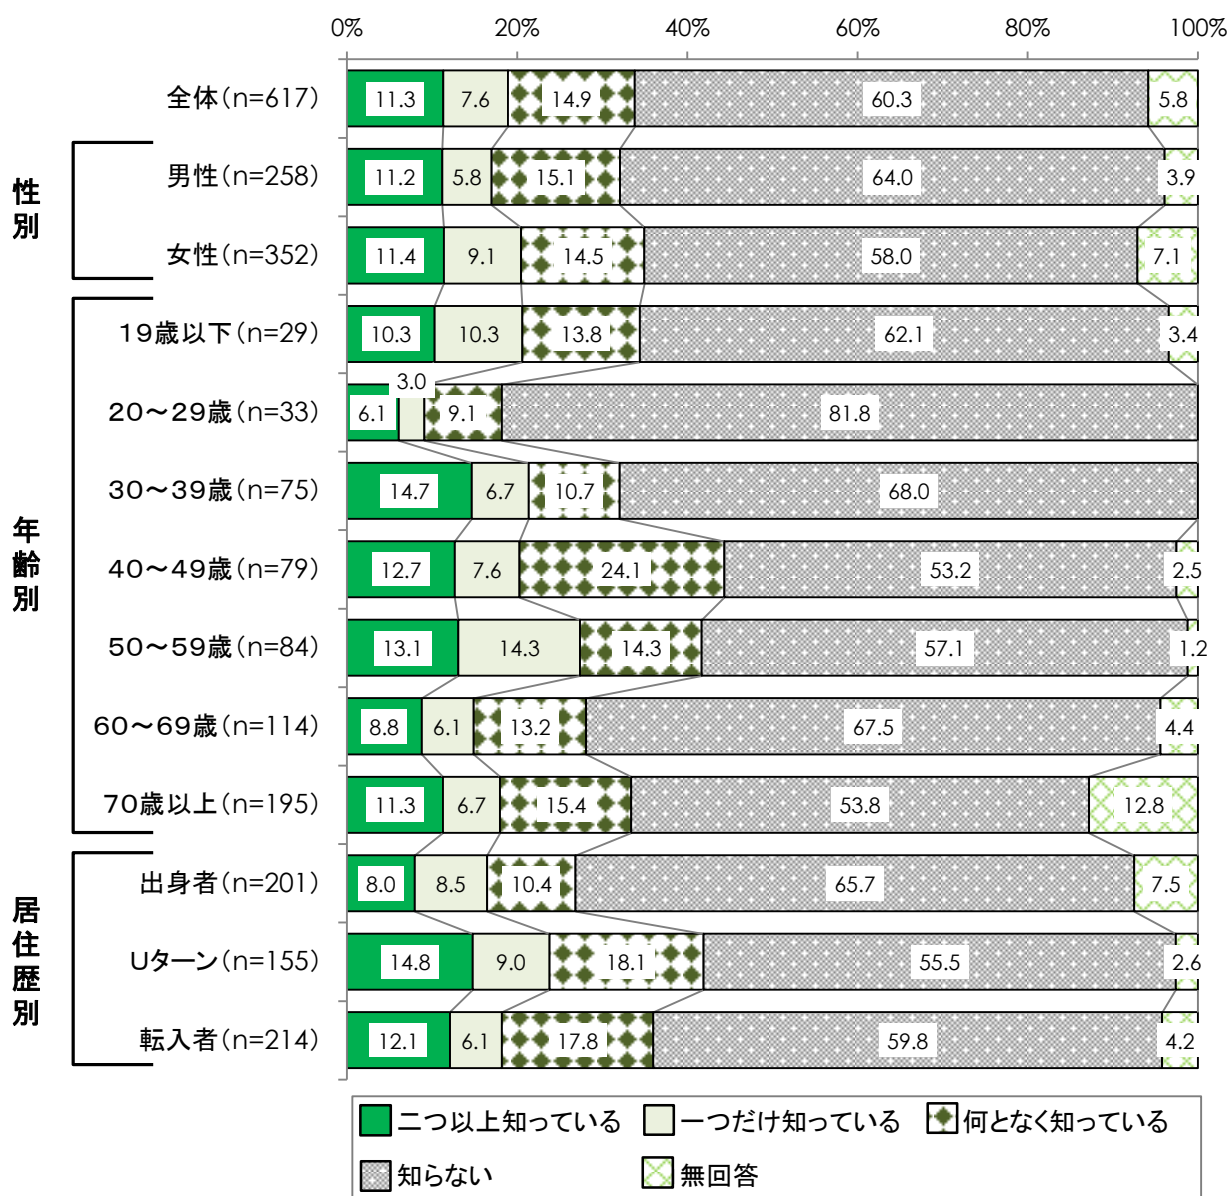 0% 20% 40% 60% 80% 100%
全体(n=617) 11.3 7.6 14.9 60.3 5.8
性別
男性(n=258) 11.2 5.8 15.1 64.0 3.9
女性(n=352) 11.4 9.1 14.5 58.0 7.1
年齢別
19歳以下(n=29) 10.3 10.3 13.8 62.1 3.4
20～29歳(n=33) 6.1 3.0 9.1 81.8
30～39歳(n=75) 14.7 6.7 10.7 68.0
40～49歳(n=79) 12.7 7.6 24.1 53.2 2.5
50～59歳(n=84) 13.1 14.3 14.3 57.1 1.2
60～69歳(n=114) 8.8 6.1 13.2 67.5 4.4
70歳以上(n=195) 11.3 6.7 15.4 53.8 12.8
居住歴別
出身者(n=201) 8.0 8.5 10.4 65.7 7.5
Uターン(n=155) 14.8 9.0 18.1 55.5 2.6
転入者(n=214) 12.1 6.1 17.8 59.8 4.2
二つ以上知っている 一つだけ知っている 何となく知っている
知らない 無回答